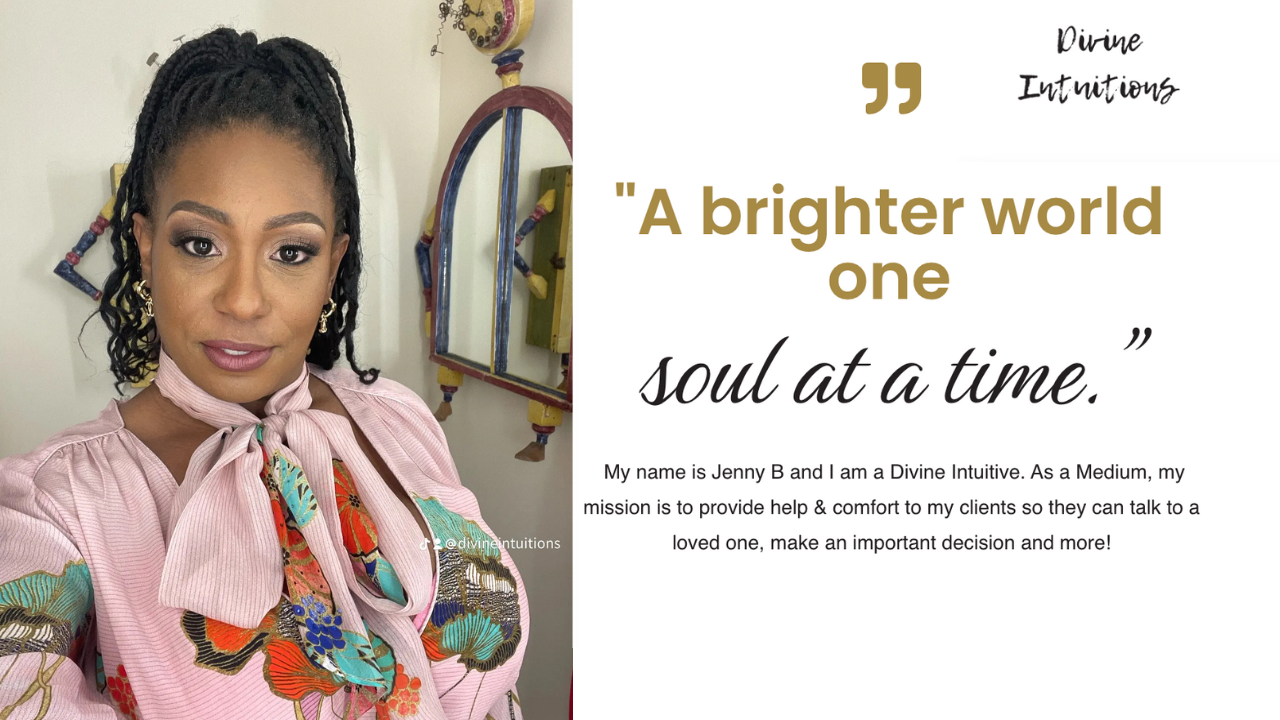 Divine
Intuitions
”
"A brighter world
one
soul at a time.”
My name is Jenny B and I am a Divine Intuitive. As a Medium, my
mission is to provide help & comfort to my clients so they can talk to a
loved one, make an important decision and more!
@divineintuitions